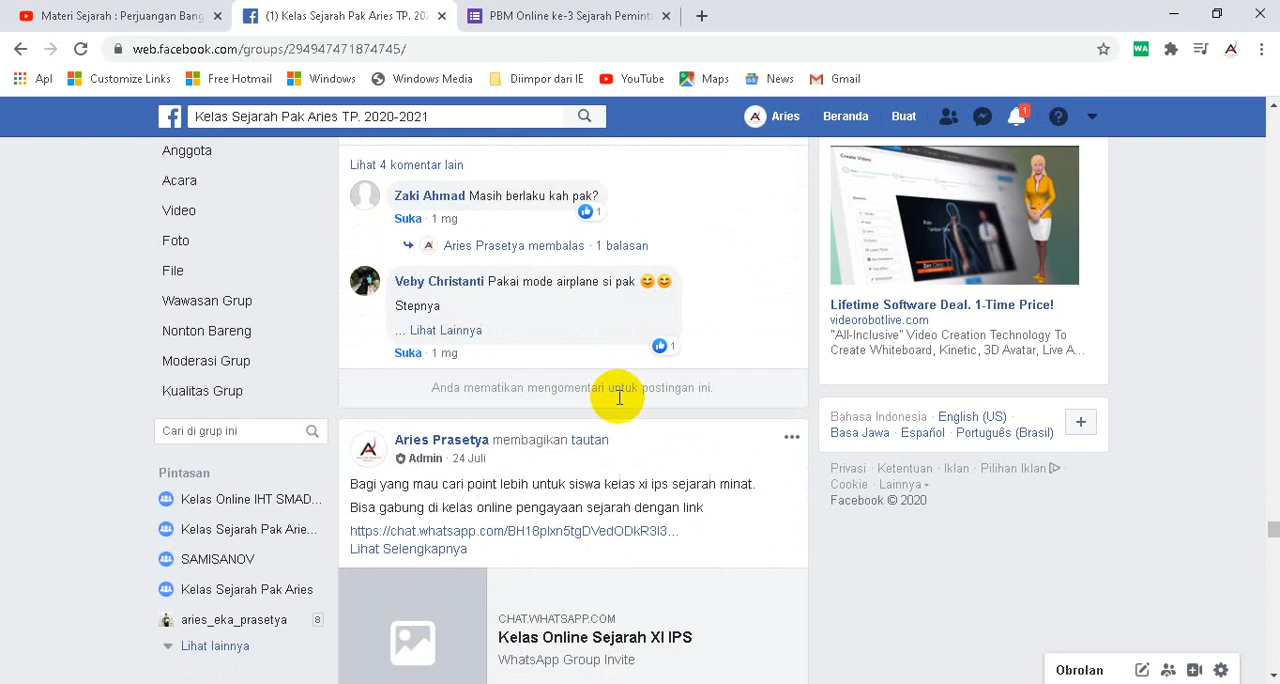 Materi Sejarah : Perjuangan Bang
(1) Kelas Sejarah Pak Aries TP. 202
PBM Online ke-3 Sejarah Pemint
web.facebook.com/groups/294947471874745/
WA
Apl
Customize Links
Free Hotmail
Windows
Windows Media
Diimpor dari IE
YouTube
Maps
News
Gmail
Kelas Sejarah Pak Aries TP. 2020-2021
Aries
Beranda
Buat
1
Anggota
Acara
Video
Foto
File
Wawasan Grup
Nonton Bareng
Moderasi Grup
Kualitas Grup
Cari di grup ini
Pintasan
Kelas Online IHT SMAD...
Kelas Sejarah Pak Arie...
SAMISANOV
Kelas Sejarah Pak Aries
aries_eka_prasetya 8
Lihat lainnya
Lihat 4 komentar lain
Zaki Ahmad Masih berlaku kah pak?
1
Suka · 1 mg
Aries Prasetya membalas · 1 balasan
Veby Christanti Pakai mode airplane si pak 😊😊
Stepnya
... Lihat Lainnya
1
Suka · 1 mg
Anda mematikan mengomentari untuk postingan ini.
Aries Prasetya membagikan tautan
Admin · 24 Juli
Bagi yang mau cari point lebih untuk siswa kelas xi ips sejarah minat.
Bisa gabung di kelas online pengayaan sejarah dengan link
Lihat Selengkapnya
CHAT.WHATSAPP.COM
Kelas Online Sejarah XI IPS
WhatsApp Group Invite
Create Video
Lifetime Software Deal. 1-Time Price!
videorobotlive.com
"All-Inclusive" Video Creation Technology To
Create Whiteboard, Kinetic, 3D Avatar, Live A...
Bahasa Indonesia · English (US) ·
Basa Jawa · Español · Português (Brasil)
Privasi · Ketentuan · Iklan · Pilihan Iklan ·
Cookie · Lainnya
Facebook © 2020
Obrolan